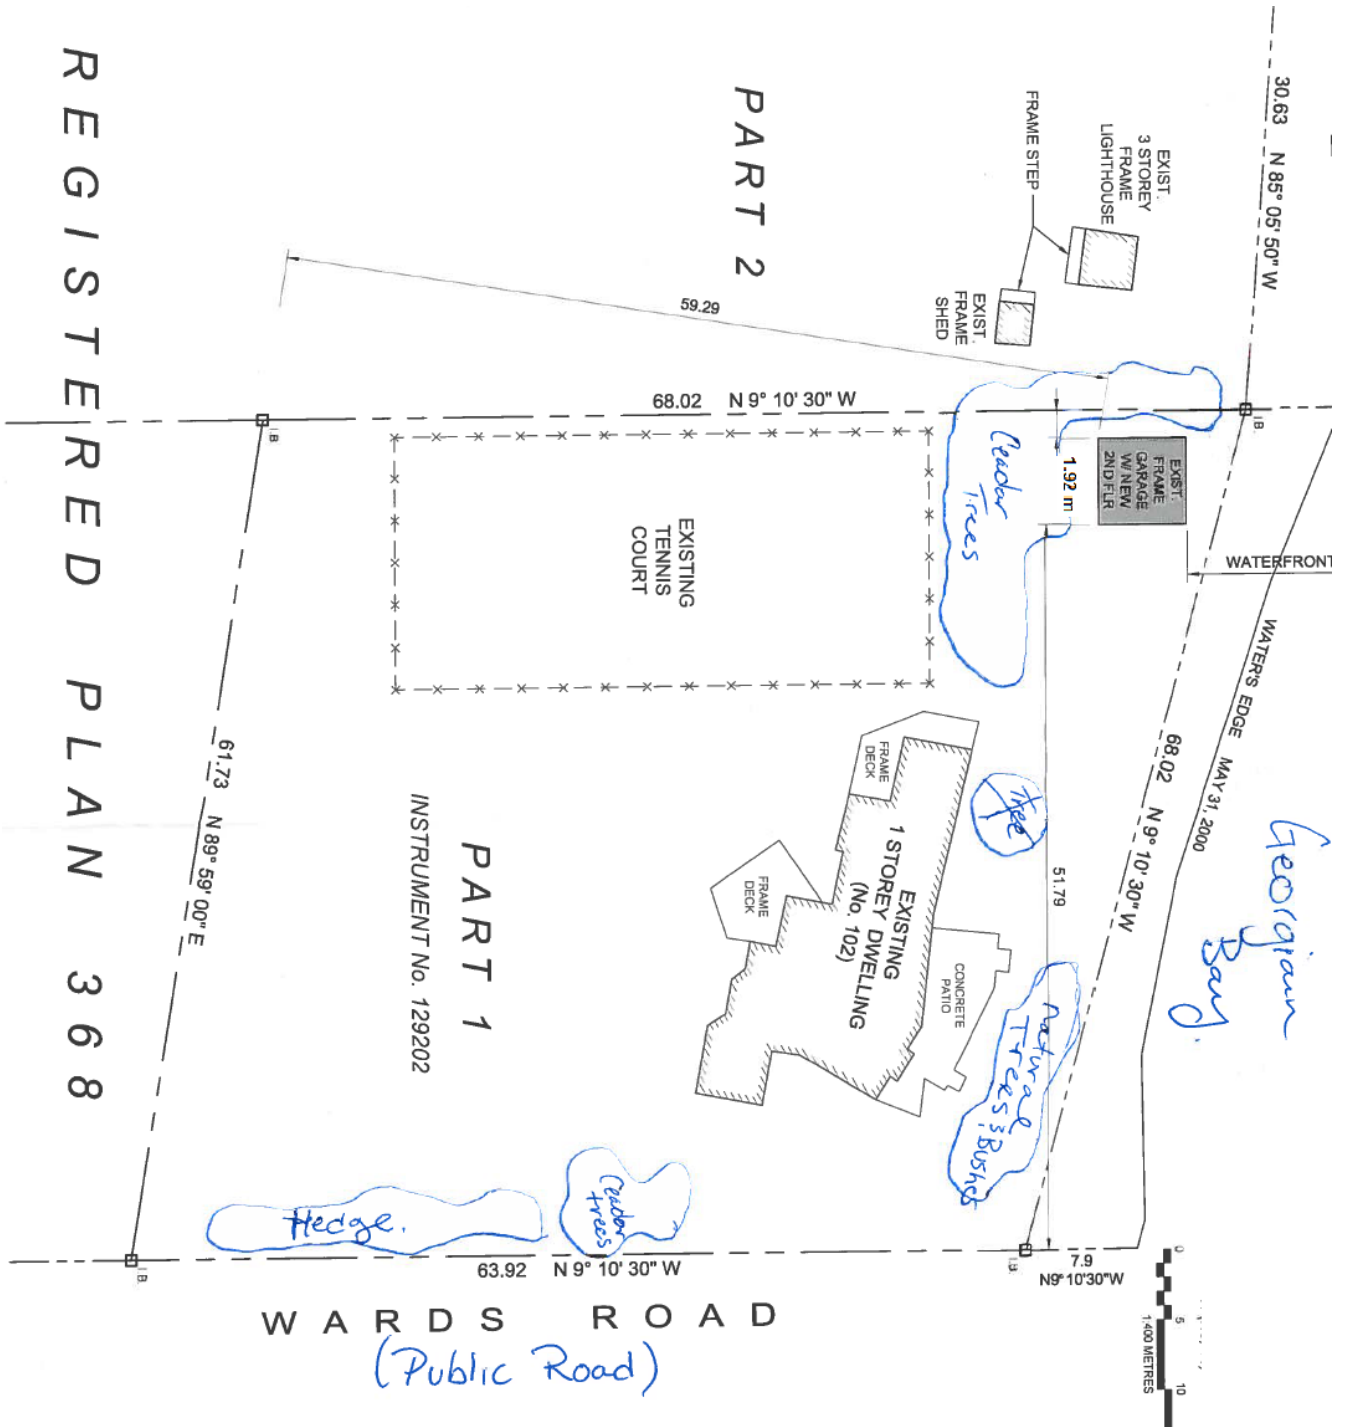 REGISTERED PLAN 368
PART 2
30.63 N 85° 05' 50" W
EXIST.
3 STOREY
FRAME
LIGHTHOUSE
FRAME STEP
EXIST.
FRAME
SHED
59.29
68.02 N 9° 10' 30" W
I.B.
I.B.
EXIST.
FRAME
GARAGE
W/ NEW
2ND FLR
1.92 m
Ceadar
Trees
WATERFRONT
EXISTING
TENNIS
COURT
WATER'S EDGE MAY 31, 2000
Georgian
Bay.
68.02 N 9° 10' 30" W
51.79
Tree
FRAME
DECK
FRAME
DECK
EXISTING
1 STOREY DWELLING
(No. 102)
CONCRETE
PATIO
Natural
Trees & Bushes
61.73 N 89° 59' 00" E
PART 1
INSTRUMENT No. 129202
Hedge.
Ceadar
trees
I.B.
63.92 N 9° 10' 30" W
I.B.
7.9
N9°10'30"W
WARDS ROAD
(Public Road)
0 5 10
1:400 METRES